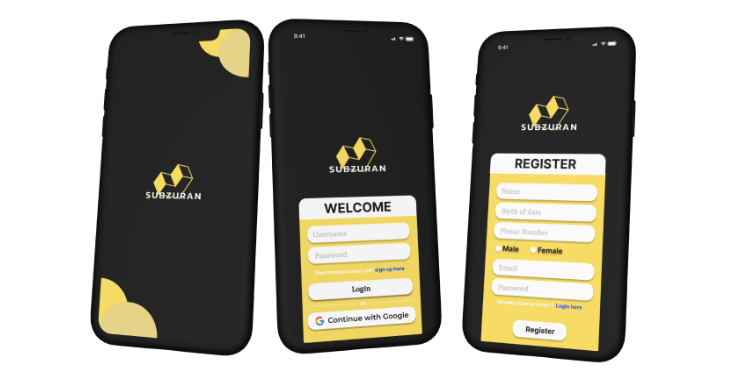 SUBZURAN
9:41
SUBZURAN
WELCOME
Username
Password
Dont have account yet? sign up here
Login
Or
Continue with Google
9:41
SUBZURAN
REGISTER
Name
Birth of date
Phone Number
Male Female
Email
Password
Already have account? Login here
Register